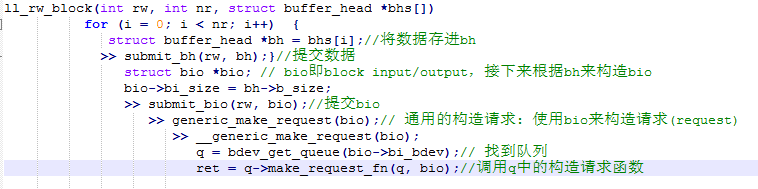 ll_rw_block(int rw, int nr, struct buffer_head *bhs[])
for (i = 0; i < nr; i++) {
struct buffer_head *bh = bhs[i];//将数据存进bh
>> submit_bh(rw, bh);}//提交数据
struct bio *bio; // bio即block input/output，接下来根据bh来构造bio
bio->bi_size = bh->b_size;
>> submit_bio(rw, bio);//提交bio
>> generic_make_request(bio);// 通用的构造请求：使用bio来构造请求(request)
>> __generic_make_request(bio);
q = bdev_get_queue(bio->bi_bdev);// 找到队列
ret = q->make_request_fn(q, bio);//调用q中的构造请求函数